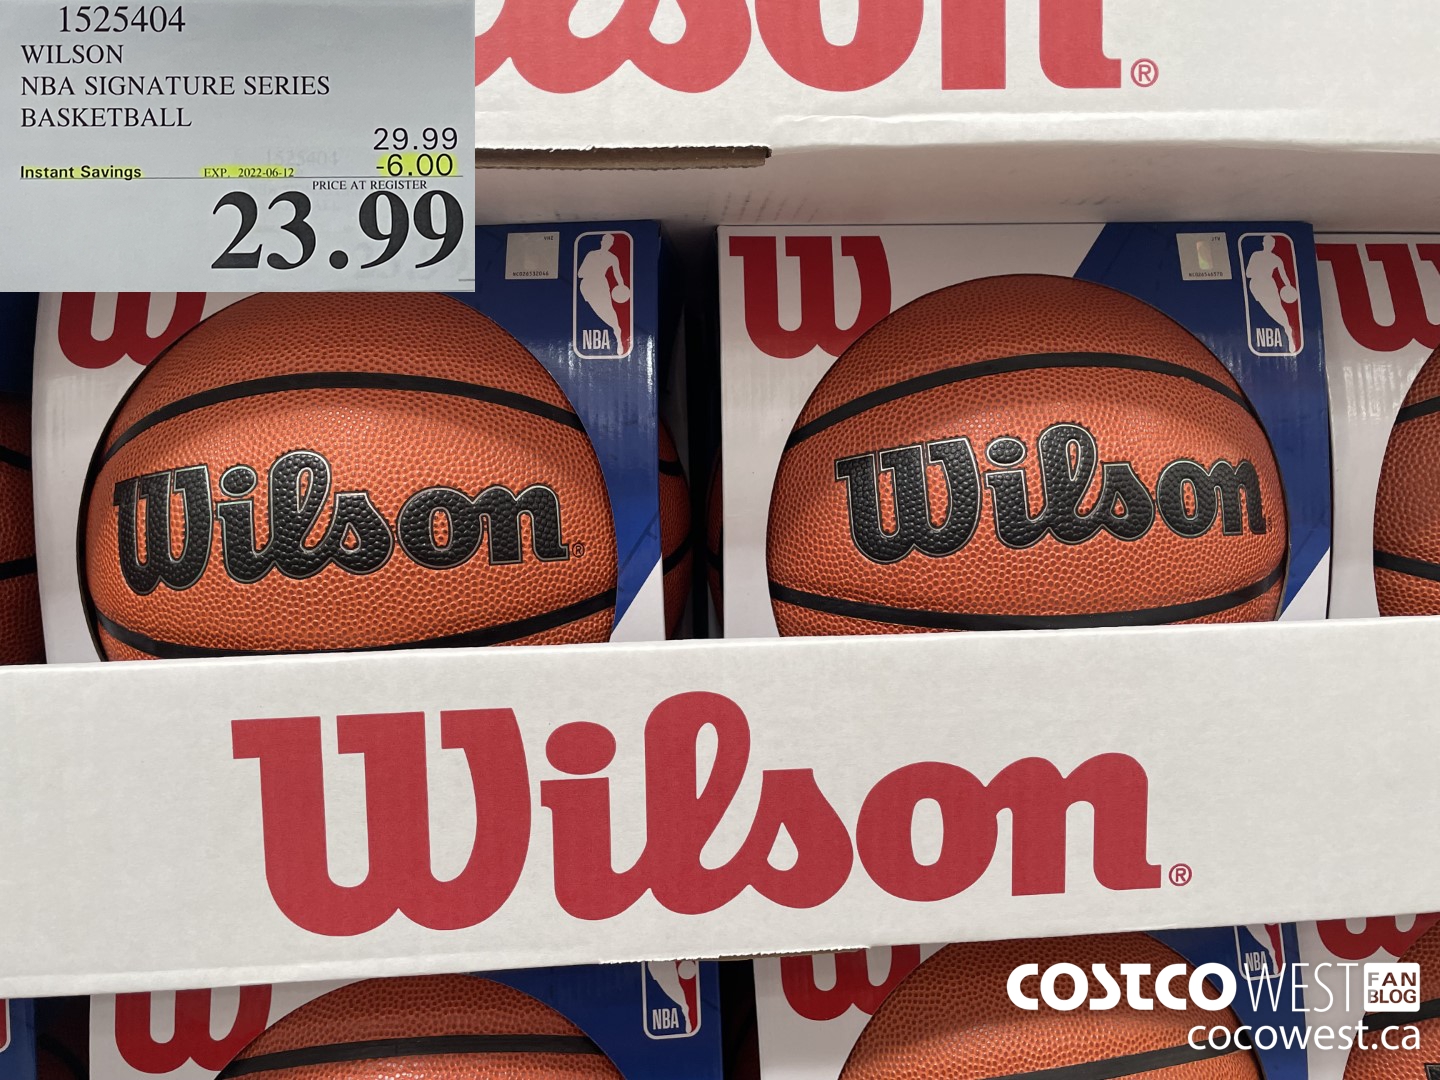 1525404
WILSON
NBA SIGNATURE SERIES
BASKETBALL
29.99
Instant Savings EXP. 2022-06-12 -6.00
PRICE AT REGISTER
23.99
Wilson®
NBA
NBA
Wilson®
Wilson
Wilson®
NBA
NBA
COSTCO WEST FAN BLOG
cocowest.ca